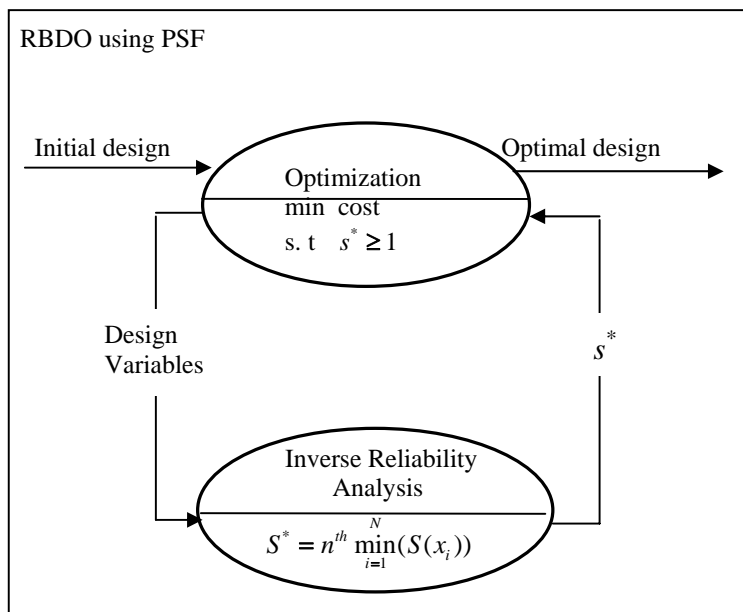 RBDO using PSF
Initial design
Optimal design
Optimization
min cost
s. t s* ≥ 1
Design
Variables
s*
Inverse Reliability
Analysis
S* = n^{th} \min_{i=1}^{N}(S(x_i))